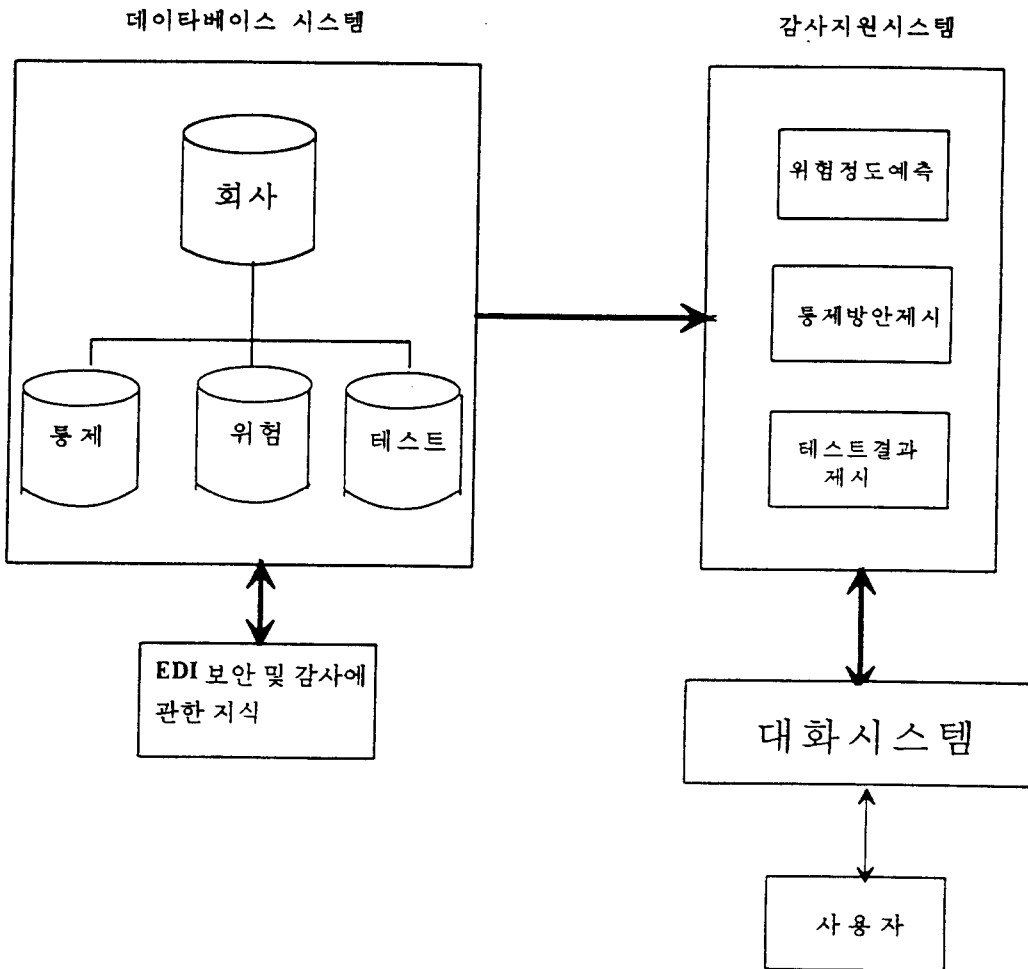 데이타베이스 시스템
회사
통제
위험
테스트
EDI 보안 및 감사에
관한 지식
감사지원시스템
위험정도예측
통제방안제시
테스트결과
제시
대화시스템
사용자